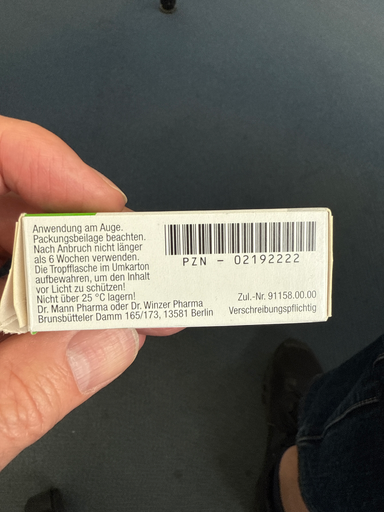 Anwendung am Auge.
Packungsbeilage beachten.
Nach Anbruch nicht länger
als 6 Wochen verwenden.
Die Tropfflasche im Umkarton
aufbewahren, um den Inhalt
vor Licht zu schützen!
Nicht über 25 °C lagern!
Dr. Mann Pharma oder Dr. Winzer Pharma
Brunsbütteler Damm 165/173, 13581 Berlin
PZN - 02192222
Zul.-Nr. 91158.00.00
Verschreibungspflichtig